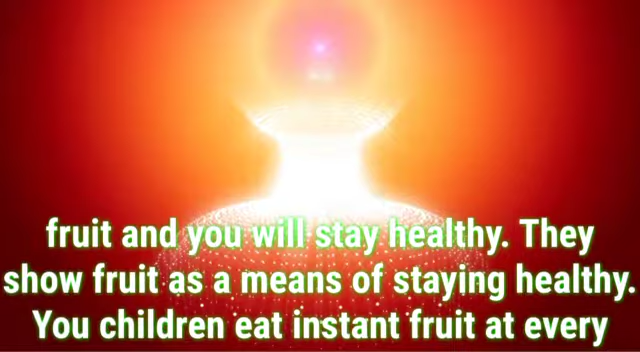 fruit and you will stay healthy. They
show fruit as a means of staying healthy.
You children eat instant fruit at every